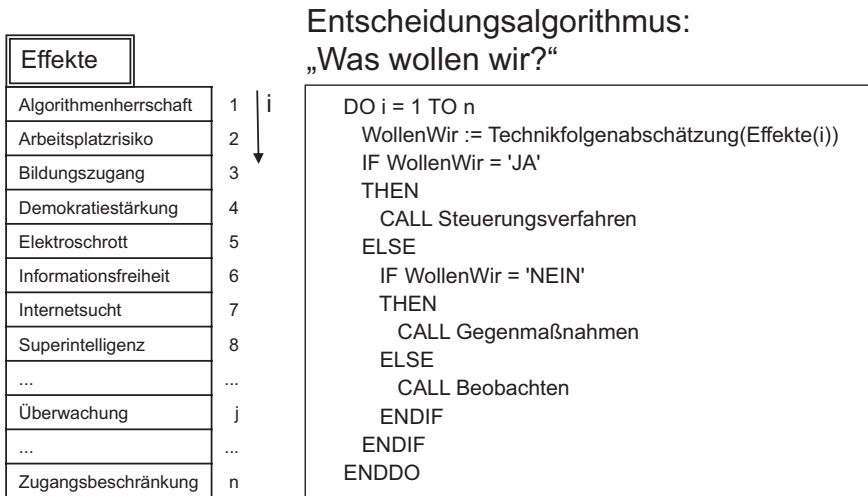 Entscheidungsalgorithmus:
„Was wollen wir?“
Effekte
Algorithmenherrschaft 1 i
Arbeitsplatzrisiko 2
Bildungszugang 3
Demokratiestärkung 4
Elektroschrott 5
Informationsfreiheit 6
Internetsucht 7
Superintelligenz 8
... ...
Überwachung j
... ...
Zugangsbeschränkung n
DO i = 1 TO n
WollenWir := Technikfolgenabschätzung(Effekte(i))
IF WollenWir = 'JA'
THEN
CALL Steuerungsverfahren
ELSE
IF WollenWir = 'NEIN'
THEN
CALL Gegenmaßnahmen
ELSE
CALL Beobachten
ENDIF
ENDIF
ENDDO